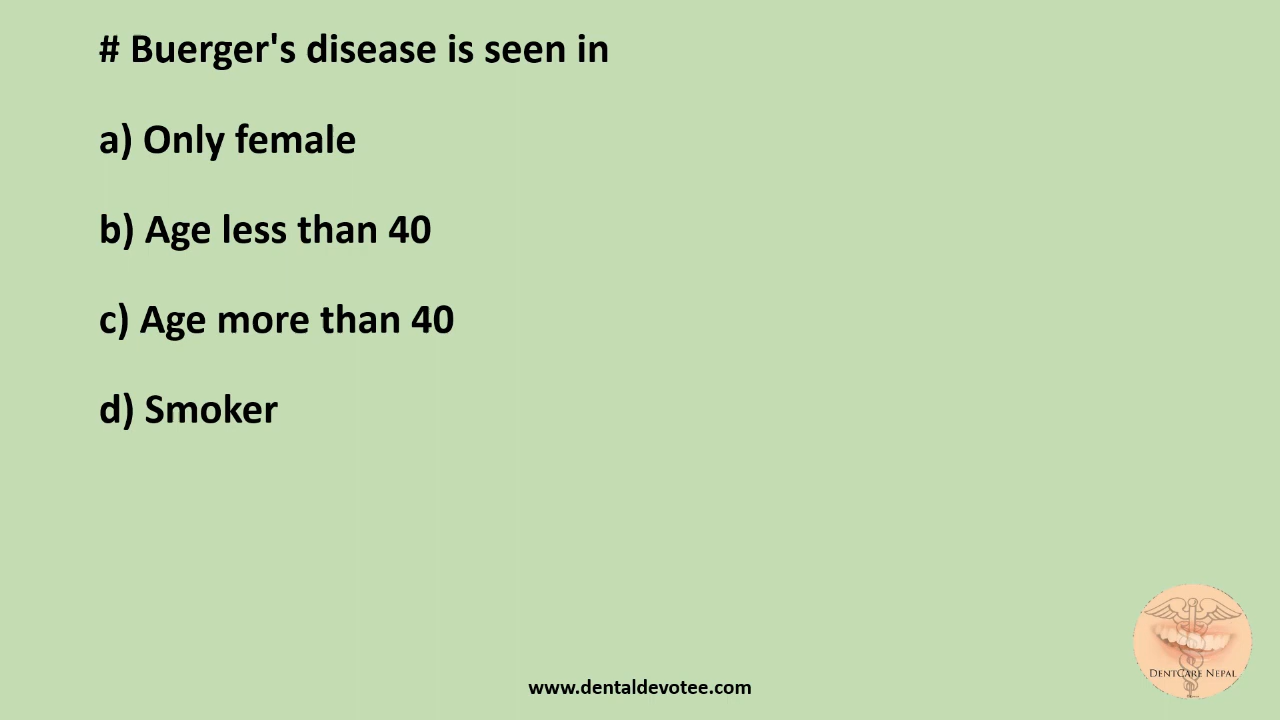 # Buerger's disease is seen in
a) Only female
b) Age less than 40
c) Age more than 40
d) Smoker
DENTCARE NEPAL
www.dentaldevotee.com